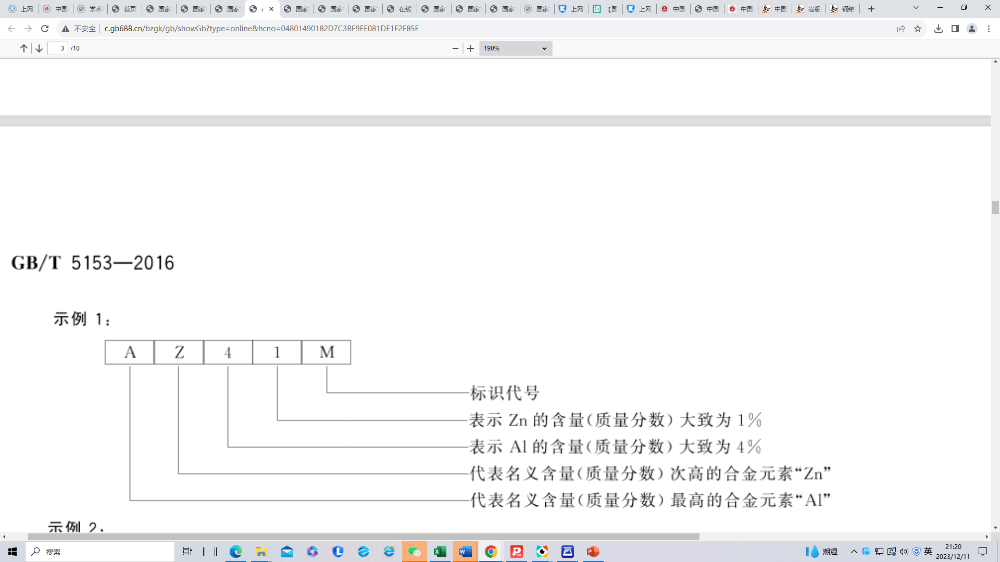 上网 中国 学术 首页 国家 国家 国家 国家 国家 国家 在线 国家 国家 国家 国家 上网 【国 上网 中国 中国 中国 中国 高级 钢结
不安全 c.gb688.cn/bzgk/gb/showGb?type=online&hcno=04801490182D7C3BF9FE081DE1F2F85E
3 /10 190%
GB/T 5153—2016
示例 1：
A Z 4 1 M
标识代号
表示 Zn 的含量(质量分数)大致为 1%
表示 Al 的含量(质量分数)大致为 4%
代表名义含量(质量分数)次高的合金元素“Zn”
代表名义含量(质量分数)最高的合金元素“Al”
示例 2：
搜索 潮湿 英 21:20
2023/12/11